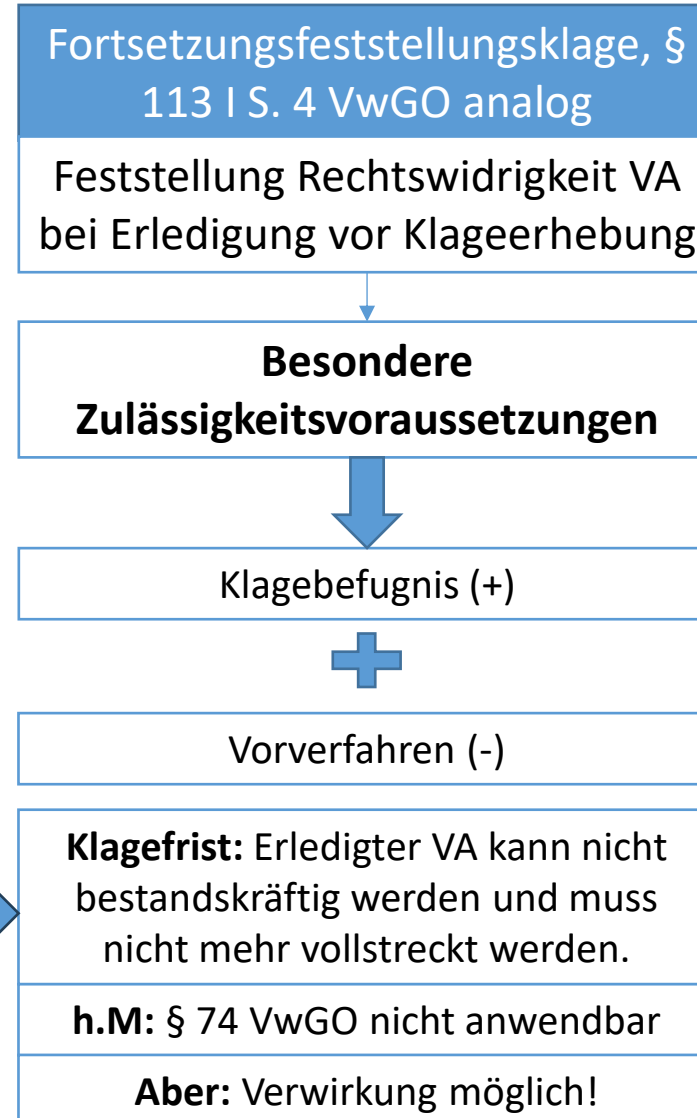 Fortsetzungsfeststellungsklage, §
113 I S. 4 VwGO analog
Feststellung Rechtswidrigkeit VA
bei Erledigung vor Klageerhebung
Besondere
Zulässigkeitsvoraussetzungen
Klagebefugnis (+)
Vorverfahren (-)
Klagefrist: Erledigter VA kann nicht
bestandskräftig werden und muss
nicht mehr vollstreckt werden.
h.M: § 74 VwGO nicht anwendbar
Aber: Verwirkung möglich!